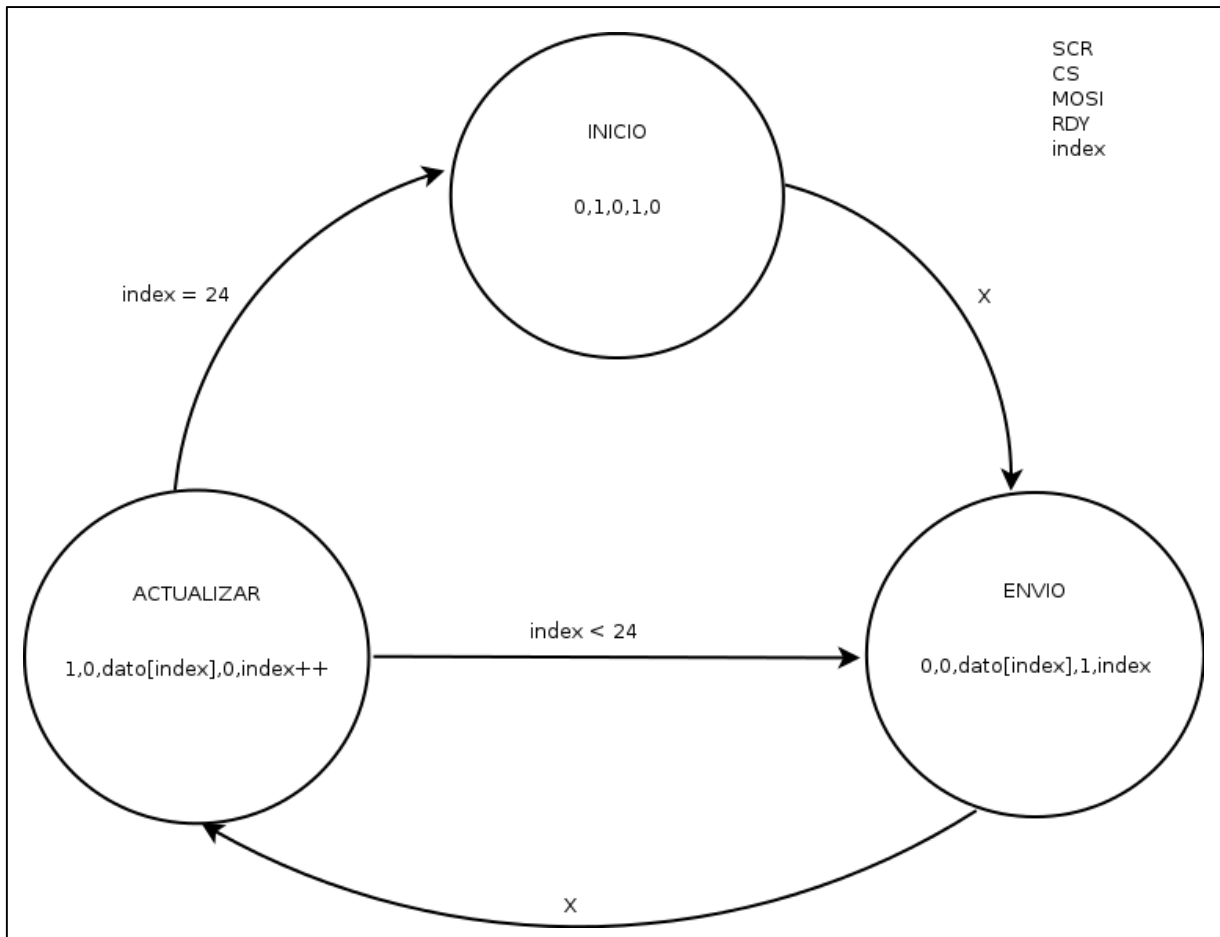 SCR
CS
MOSI
RDY
index
INICIO
0,1,0,1,0
index = 24
X
ACTUALIZAR
1,0,dato[index],0,index++
index < 24
ENVIO
0,0,dato[index],1,index
X